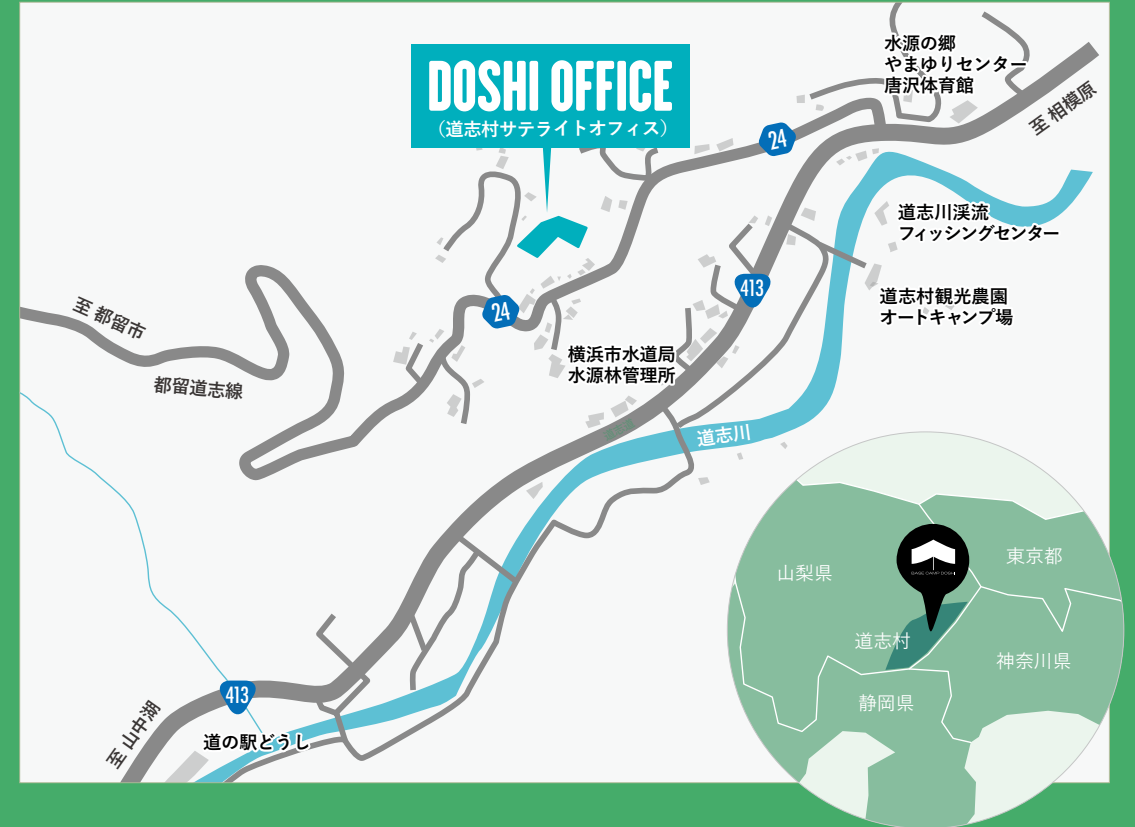 水源の郷
やまゆりセンター
唐沢体育館
至 相模原
DOSHI OFFICE
（道志村サテライトオフィス）
24
道志川渓流
フィッシングセンター
道志村観光農園
オートキャンプ場
413
24
至 都留市
都留道志線
横浜市水道局
水源林管理所
道志川
413
道の駅どうし
至 山中湖
山梨県
東京都
BASE CAMP DOSHI
道志村
神奈川県
静岡県